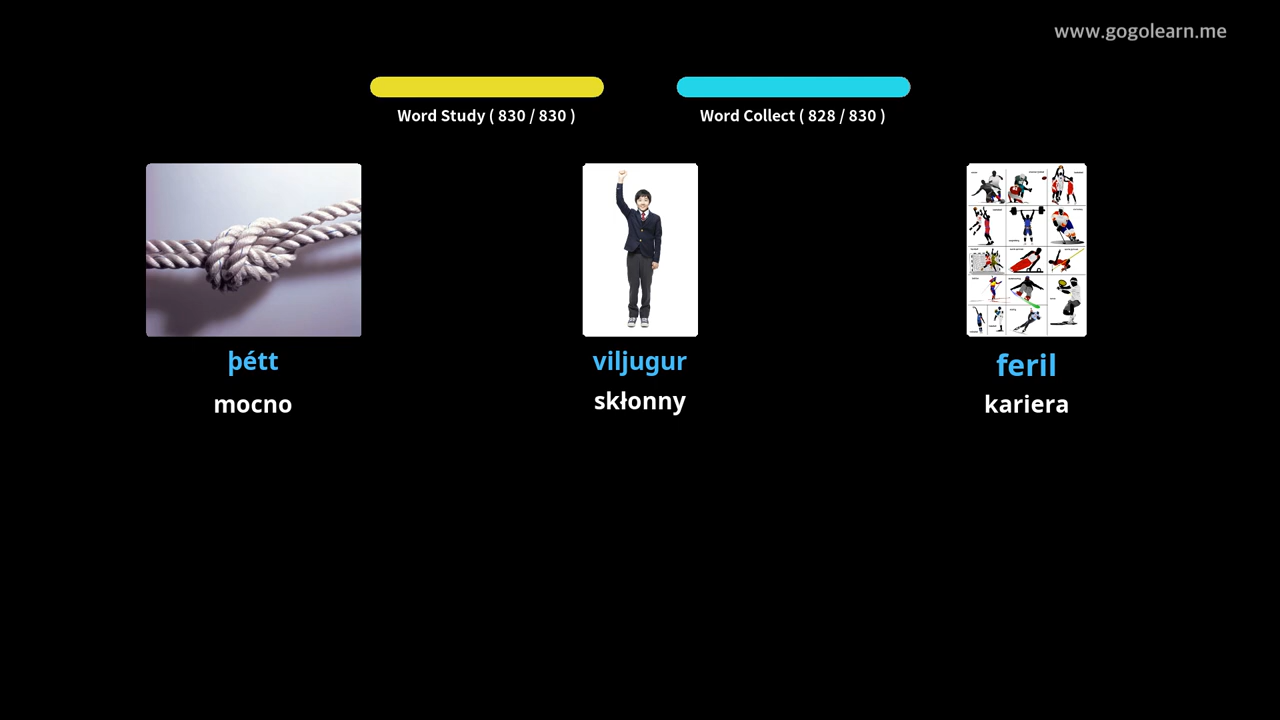 www.gogolearn.me
Word Study ( 830 / 830 )
Word Collect ( 828 / 830 )
þétt
viljugur
feril
mocno
skłonny
kariera